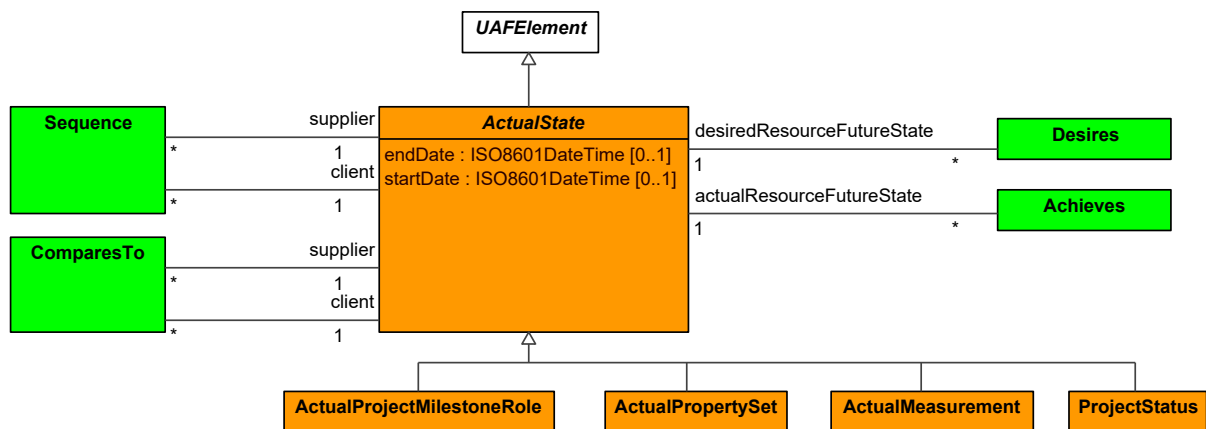 UAFElement
Sequence
supplier
ActualState
desiredResourceFutureState
Desires
*
1
endDate : ISO8601DateTime [0..1]
1
*
client
startDate : ISO8601DateTime [0..1]
actualResourceFutureState
Achieves
*
1
1
*
ComparesTo
supplier
*
1
client
*
1
ActualProjectMilestoneRole
ActualPropertySet
ActualMeasurement
ProjectStatus